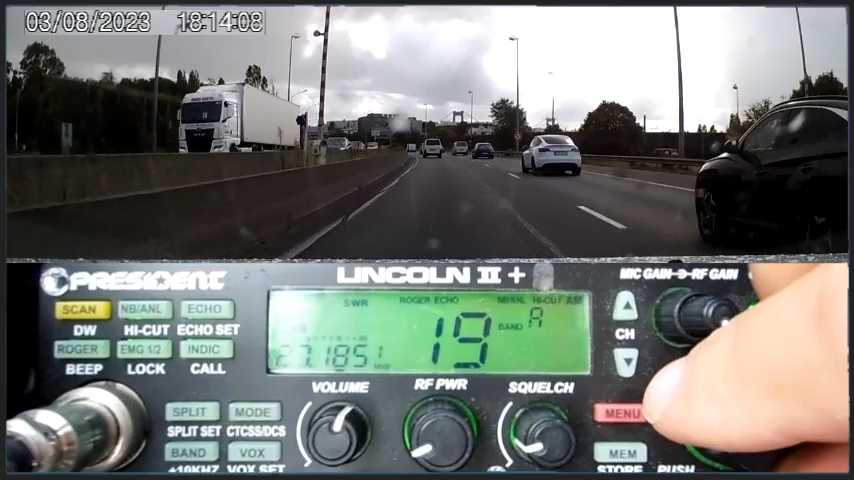 03/08/2023 18:14:08
PRESIDENT LINCOLN II + MIC GAIN RF GAIN
SCAN NB/ANL ECHO
DW HI-CUT ECHO SET
ROGER EMG 1/2 INDIC
BEEP LOCK CALL
SWR ROGER ECHO NB/ANL HI-CUT AM
19 BAND A
27.185
CH
VOLUME RF PWR SQUELCH
SPLIT MODE
SPLIT SET CTCSS/DCS
BAND VOX
+10KHZ VOX SET
MENU
MEM
STORE PUSH